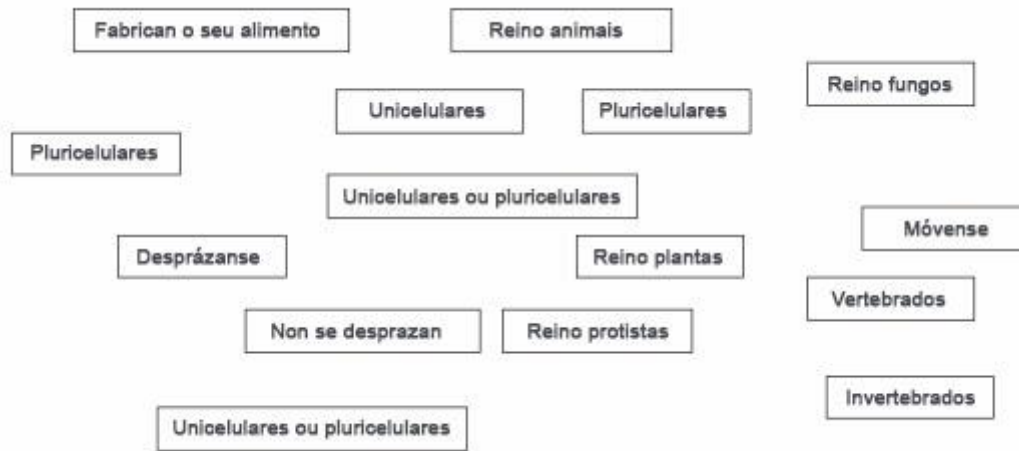 Fabrican o seu alimento
Reino animais
Reino fungos
Unicelulares
Pluricelulares
Pluricelulares
Unicelulares ou pluricelulares
Móvense
Desprázanse
Reino plantas
Vertebrados
Non se desprazan
Reino protistas
Invertebrados
Unicelulares ou pluricelulares